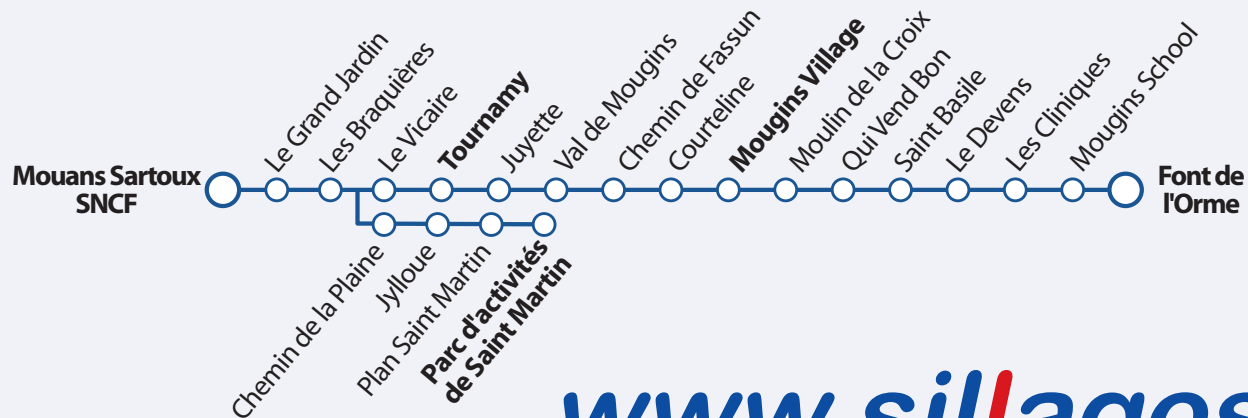 Mouans Sartoux
SNCF
Le Grand Jardin
Les Braquières
Le Vicaire
Tournamy
Juyette
Val de Mougins
Chemin de Fassun
Courteline
Mougins Village
Moulin de la Croix
Qui Vend Bon
Saint Basile
Le Devens
Les Cliniques
Mougins School
Font de
l'Orme
Chemin de la Plaine
Jylloue
Plan Saint Martin
Parc d'activités
de Saint Martin
www.sillages